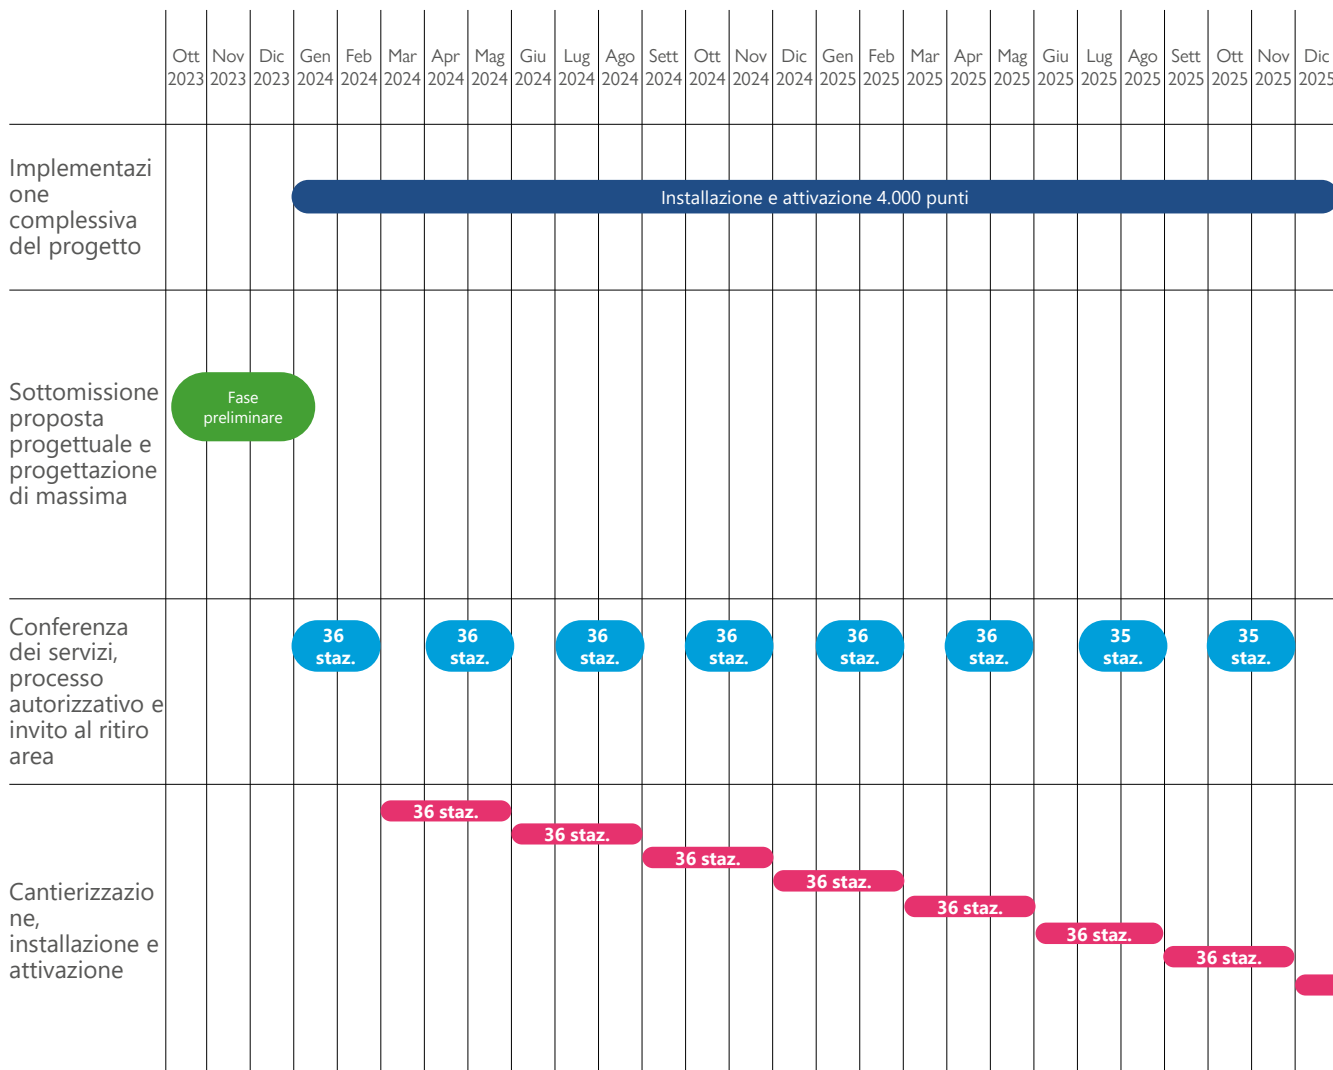 Ott Nov Dic Gen Feb Mar Apr Mag Giu Lug Ago Sett Ott Nov Dic Gen Feb Mar Apr Mag Giu Lug Ago Sett Ott Nov Dic
2023 2023 2023 2024 2024 2024 2024 2024 2024 2024 2024 2024 2024 2024 2024 2025 2025 2025 2025 2025 2025 2025 2025 2025 2025 2025 2025
Implementazi
one
complessiva
del progetto
Installazione e attivazione 4.000 punti
Sottomissione
proposta
progettuale e
progettazione
di massima
Fase
preliminare
Conferenza
dei servizi,
processo
autorizzativo e
invito al ritiro
area
36
staz.
36
staz.
36
staz.
36
staz.
36
staz.
36
staz.
35
staz.
35
staz.
Cantierizzazio
ne,
installazione e
attivazione
36 staz.
36 staz.
36 staz.
36 staz.
36 staz.
36 staz.
36 staz.